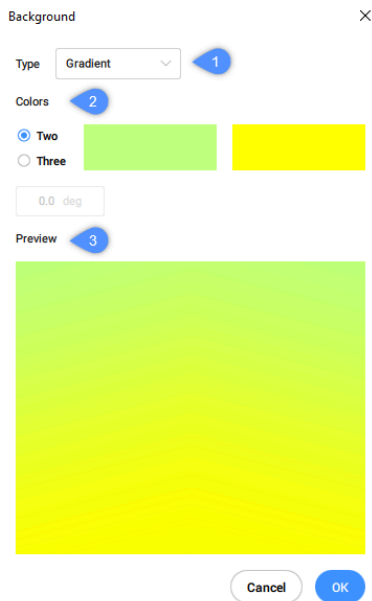 Background
Type Gradient 1
Colors 2
Two
Three
0.0 deg
Preview 3
Cancel OK